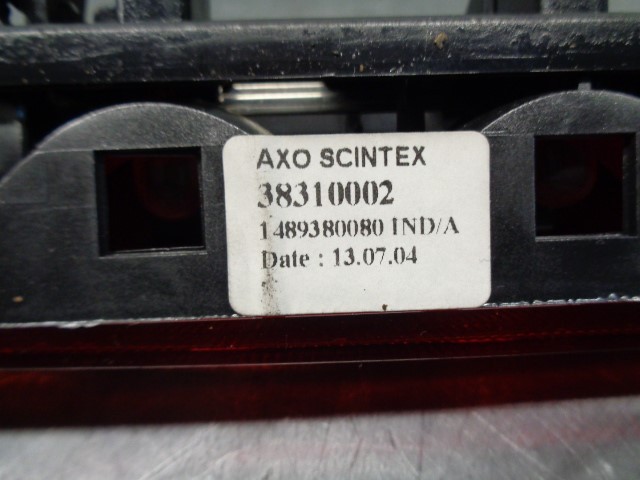 AXO SCINTEX
38310002
1489380080 IND/A
Date : 13.07.04